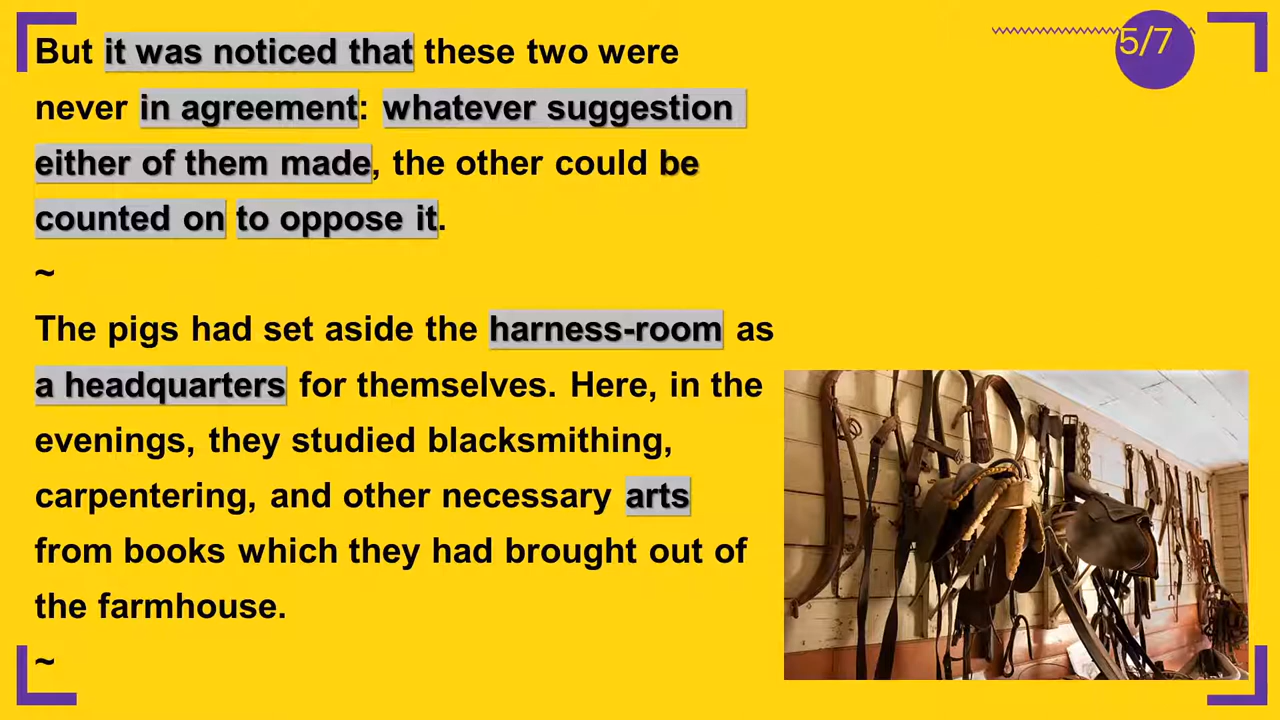 5/7
But it was noticed that these two were
never in agreement: whatever suggestion
either of them made, the other could be
counted on to oppose it.
~
The pigs had set aside the harness-room as
a headquarters for themselves. Here, in the
evenings, they studied blacksmithing,
carpentering, and other necessary arts
from books which they had brought out of
the farmhouse.
~